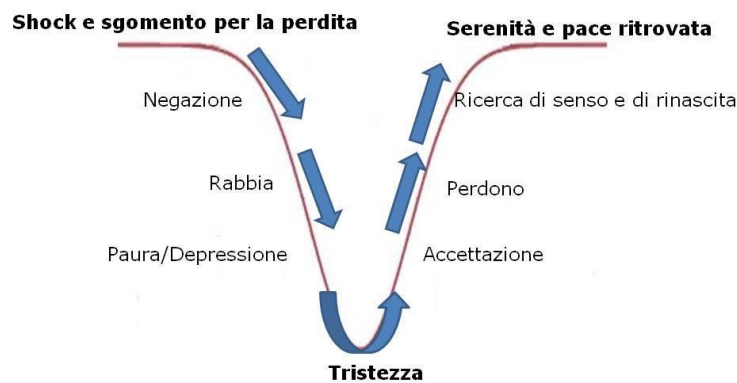 Shock e sgomento per la perdita
Serenità e pace ritrovata
Negazione
Ricerca di senso e di rinascita
Rabbia
Perdono
Paura/Depressione
Accettazione
Tristezza